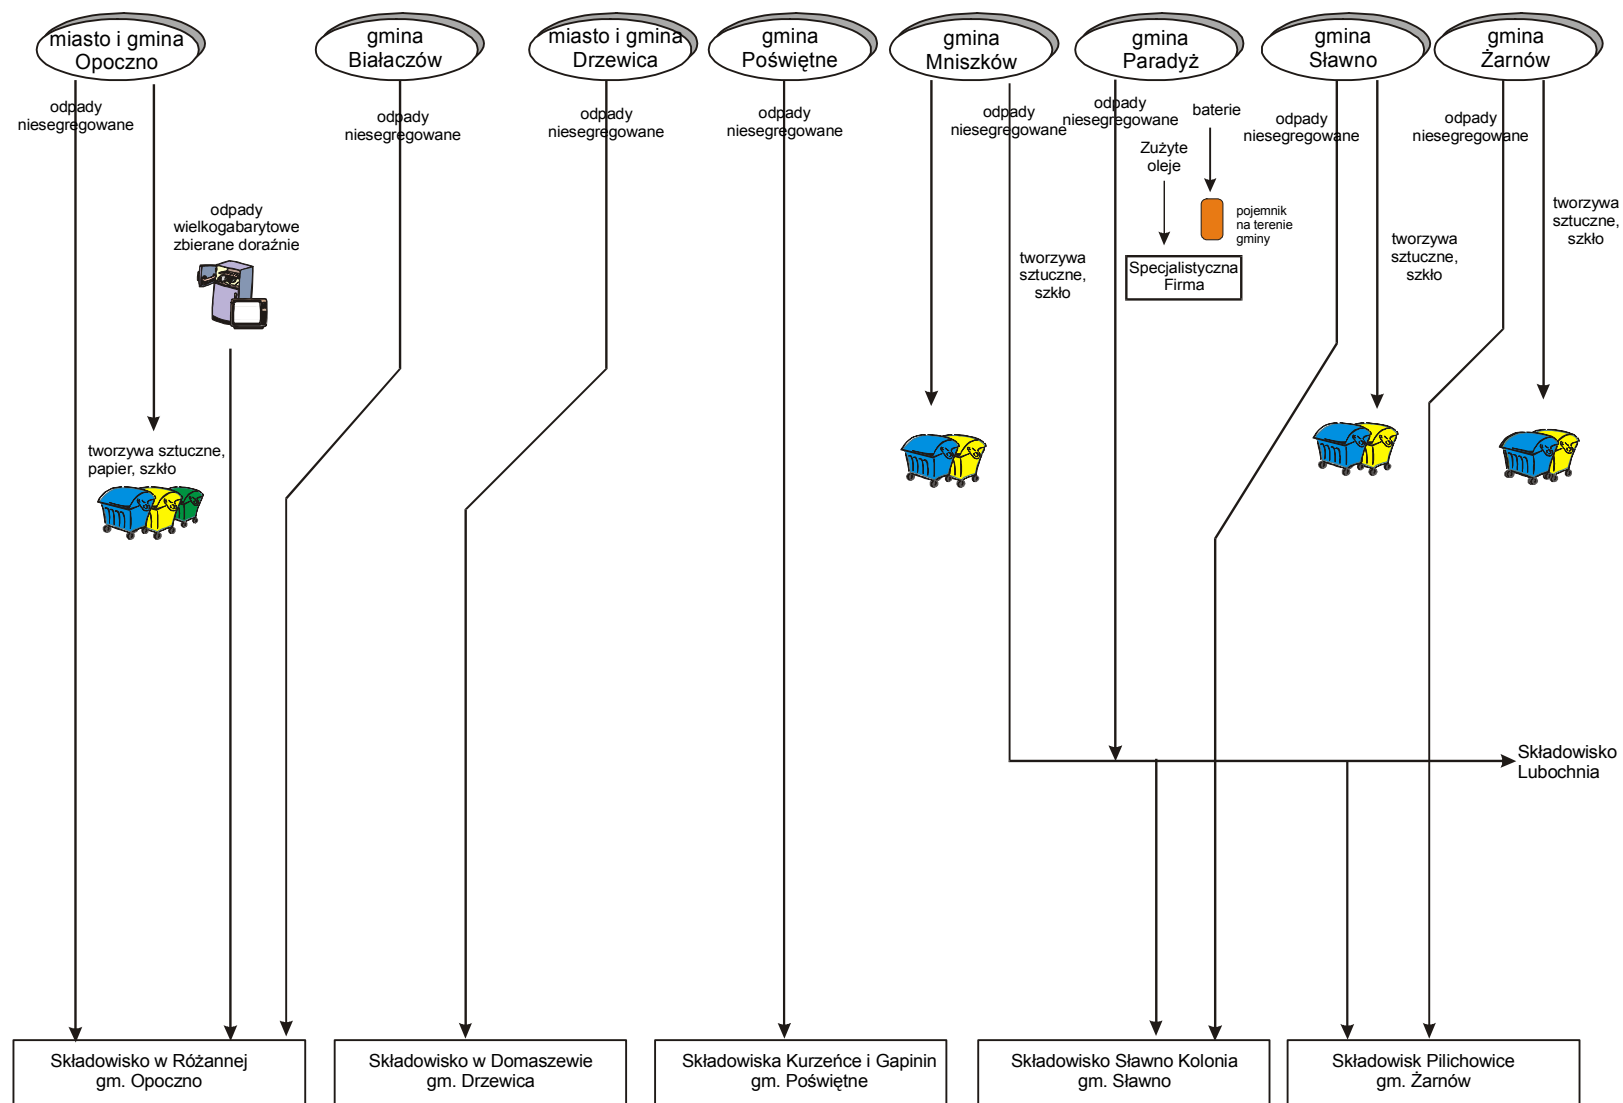 miasto i gmina
Opoczno
gmina
Białaczów
miasto i gmina
Drzewica
gmina
Poświętne
gmina
Mniszków
gmina
Paradyż
gmina
Sławno
gmina
Żarnów
odpady
niesegregowane
odpady
niesegregowane
odpady
niesegregowane
odpady
niesegregowane
odpady
niesegregowane
odpady
niesegregowane
baterie
odpady
niesegregowane
odpady
niesegregowane
Zużyte
oleje
odpady
wielkogabarytowe
zbierane doraźnie
pojemnik
na terenie
gminy
tworzywa
sztuczne,
szkło
tworzywa
sztuczne,
szkło
tworzywa
sztuczne,
szkło
Specjalistyczna
Firma
tworzywa sztuczne,
papier, szkło
Składowisko
Lubochnia
Składowisko w Różannej
gm. Opoczno
Składowisko w Domaszewie
gm. Drzewica
Składowiska Kurzeńce i Gapinin
gm. Poświętne
Składowisko Sławno Kolonia
gm. Sławno
Składowisk Pilichowice
gm. Żarnów